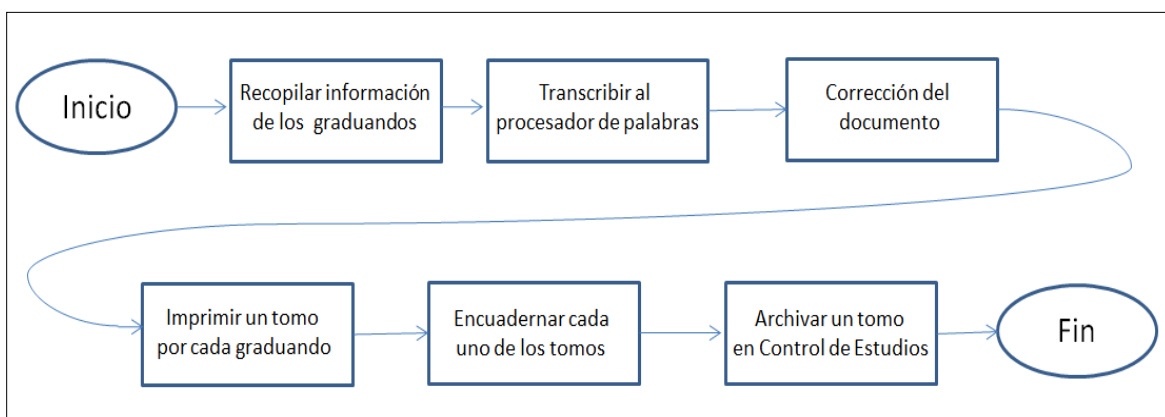 Inicio
Recopilar información
de los graduandos
Transcribir al
procesador de palabras
Corrección del
documento
Imprimir un tomo
por cada graduando
Encuadernar cada
uno de los tomos
Archivar un tomo
en Control de Estudios
Fin